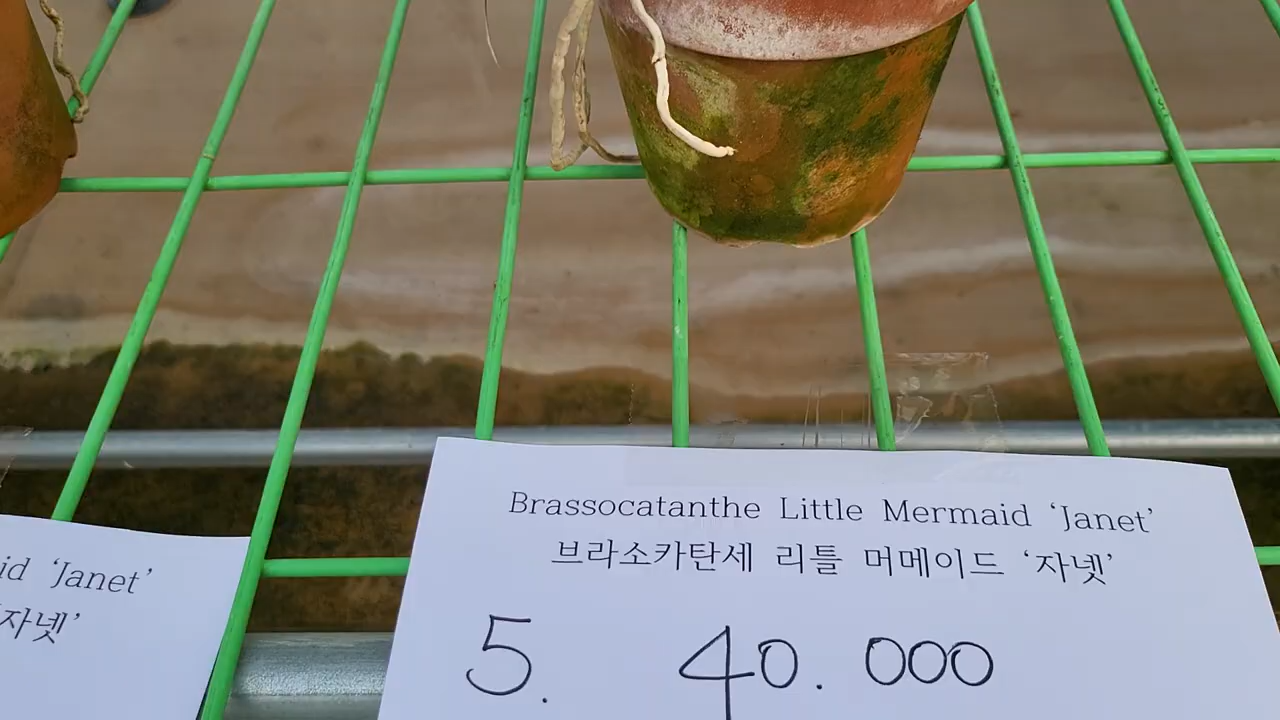 Brassocatanthe Little Mermaid ‘Janet’
브라소카탄세 리틀 머메이드 ‘자넷’
5. 40.000
‘Janet’
‘자넷’